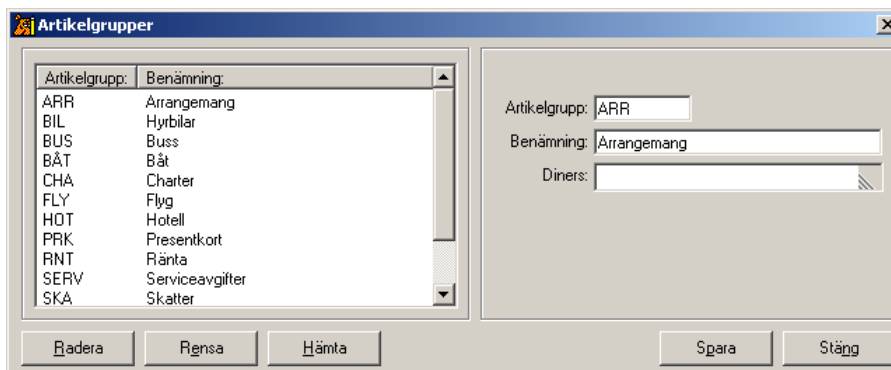 Artikelgrupper
Artikelgrupp: Benämning:
ARR Arrangemang
BIL Hyrbilar
BUS Buss
BÅT Båt
CHA Charter
FLY Flyg
HOT Hotell
PRK Presentkort
RNT Ränta
SERV Serviceavgifter
SKA Skatter
Artikelgrupp: ARR
Benämning: Arrangemang
Diners:
Radera Rensa Hämta Spara Stäng